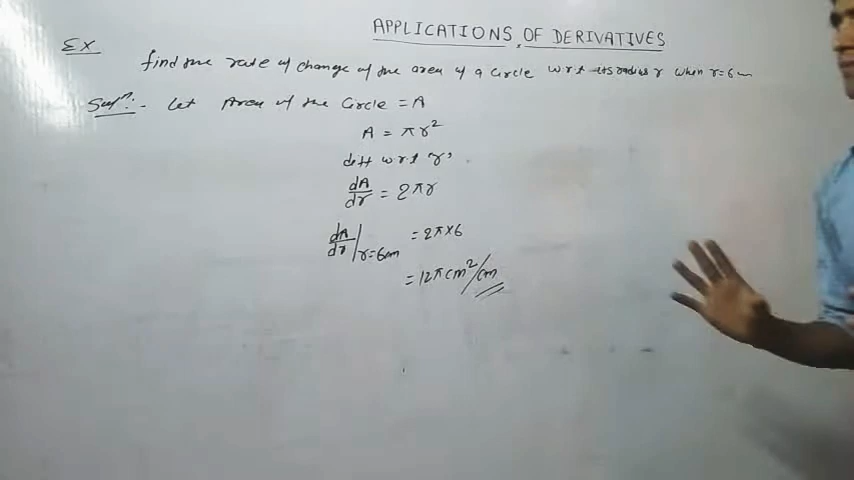 APPLICATIONS OF DERIVATIVES
Ex
find the rate of change of the area of a circle w.r.t its radius r when r=6cm
Sol^n:- Let Area of the Circle = A
A = πr²
diff w.r.t 'r'
dA/dr = 2πr
dA/dr|r=6cm = 2π×6
= 12π cm²/cm